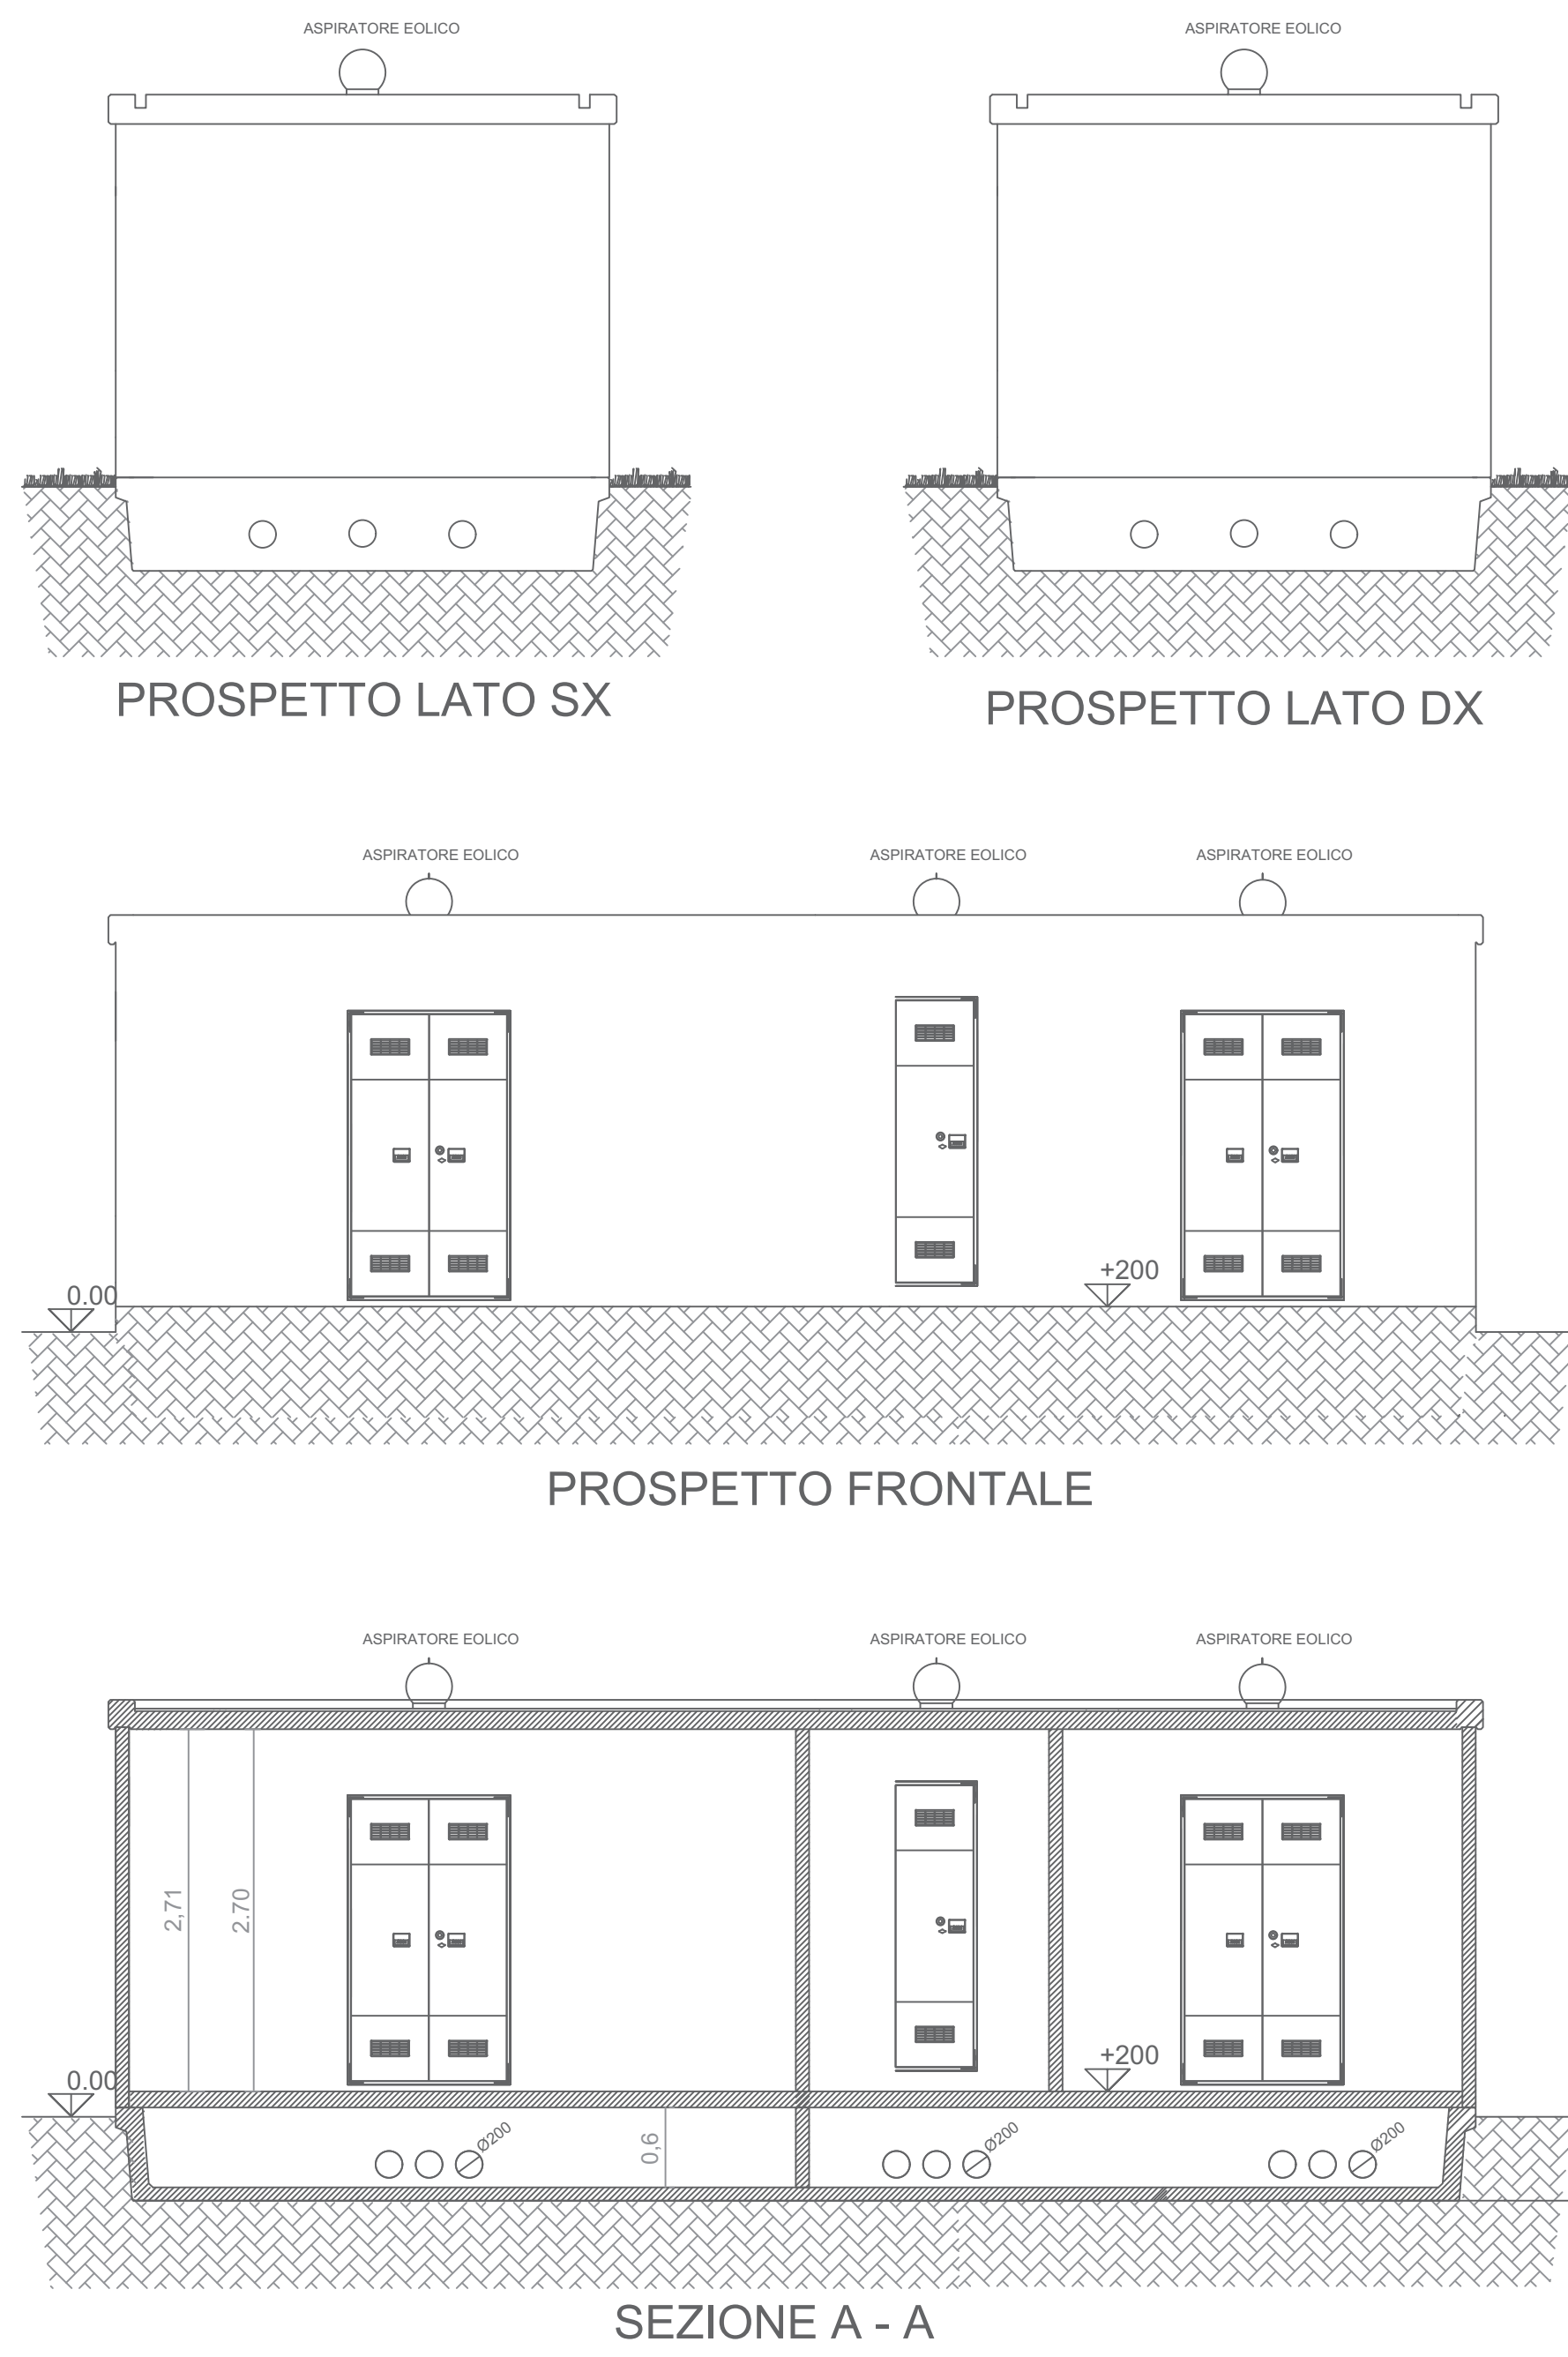 ASPIRATORE EOLICO
ASPIRATORE EOLICO
PROSPETTO LATO SX
PROSPETTO LATO DX
ASPIRATORE EOLICO
ASPIRATORE EOLICO
ASPIRATORE EOLICO
+200
0.00
PROSPETTO FRONTALE
ASPIRATORE EOLICO
ASPIRATORE EOLICO
ASPIRATORE EOLICO
2,71
2.70
+200
0.00
Ø200
Ø200
Ø200
0,6
SEZIONE A - A